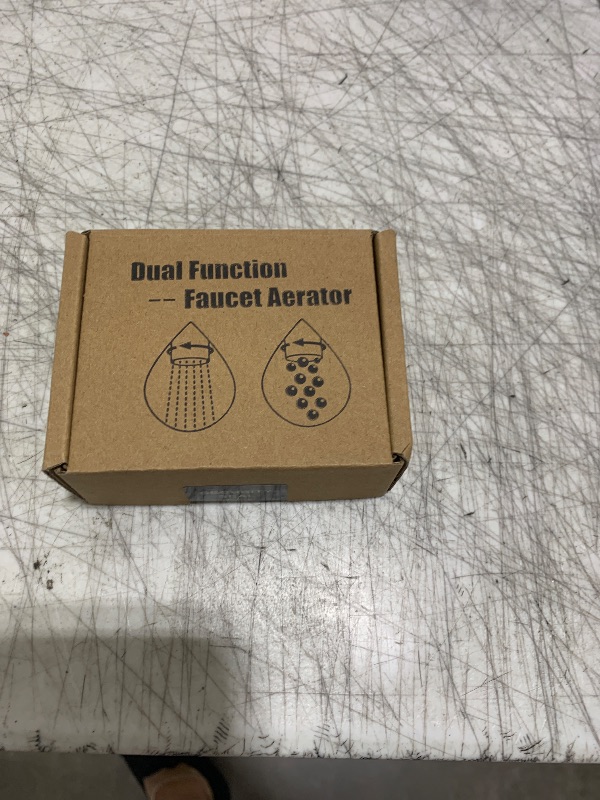 Dual Function
-- Faucet Aerator